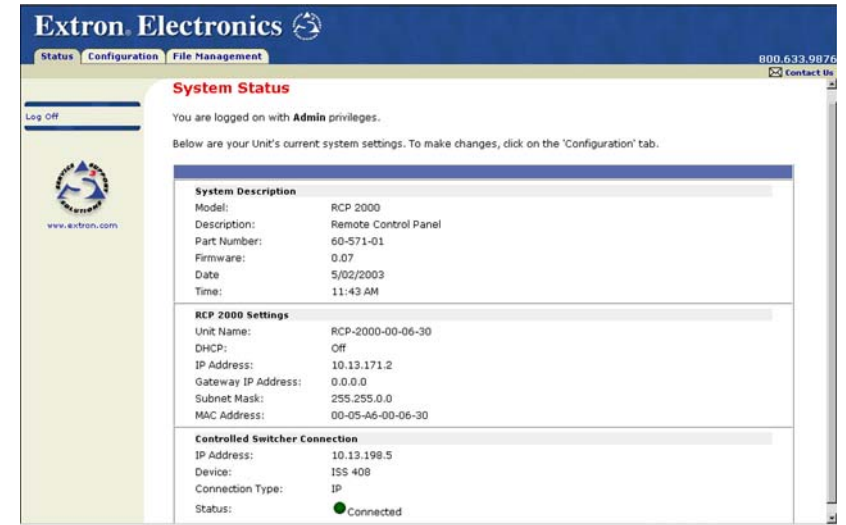 Extron. Electronics
Status Configuration File Management
800.633.9876
Contact Us
System Status
Log Off
You are logged on with Admin privileges.
Below are your Unit's current system settings. To make changes, click on the 'Configuration' tab.
SERVICE SUPPORT SOLUTIONS
S3
www.extron.com
System Description
Model: RCP 2000
Description: Remote Control Panel
Part Number: 60-571-01
Firmware: 0.07
Date 5/02/2003
Time: 11:43 AM
RCP 2000 Settings
Unit Name: RCP-2000-00-06-30
DHCP: Off
IP Address: 10.13.171.2
Gateway IP Address: 0.0.0.0
Subnet Mask: 255.255.0.0
MAC Address: 00-05-A6-00-06-30
Controlled Switcher Connection
IP Address: 10.13.198.5
Device: ISS 408
Connection Type: IP
Status: Connected